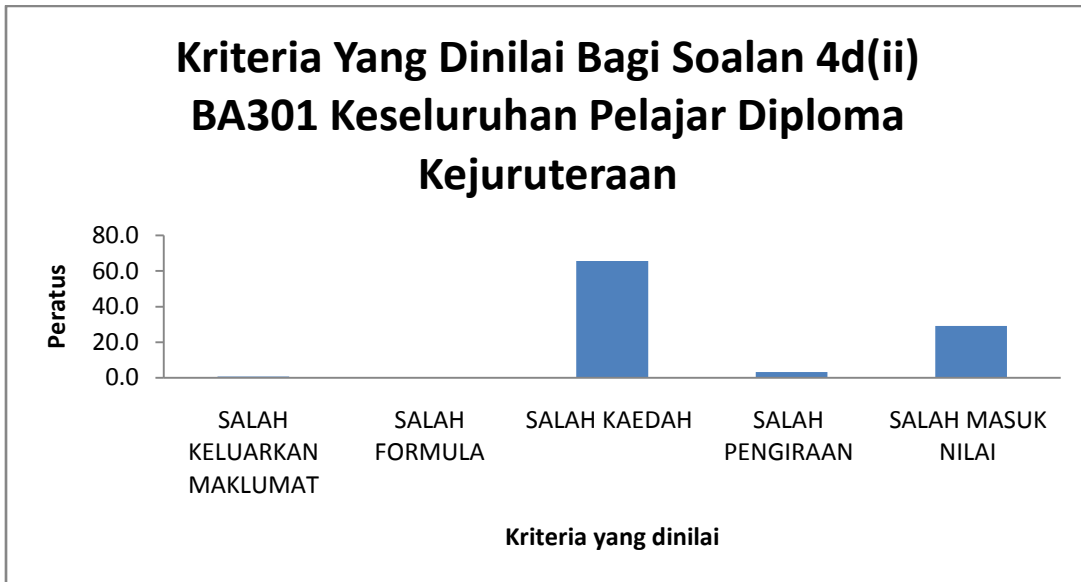 Kriteria Yang Dinilai Bagi Soalan 4d(ii)
BA301 Keseluruhan Pelajar Diploma
Kejuruteraan
Peratus
80.0
60.0
40.0
20.0
0.0
SALAH
KELUARKAN
MAKLUMAT
SALAH
FORMULA
SALAH KAEDAH
SALAH
PENGIRAAN
SALAH MASUK
NILAI
Kriteria yang dinilai